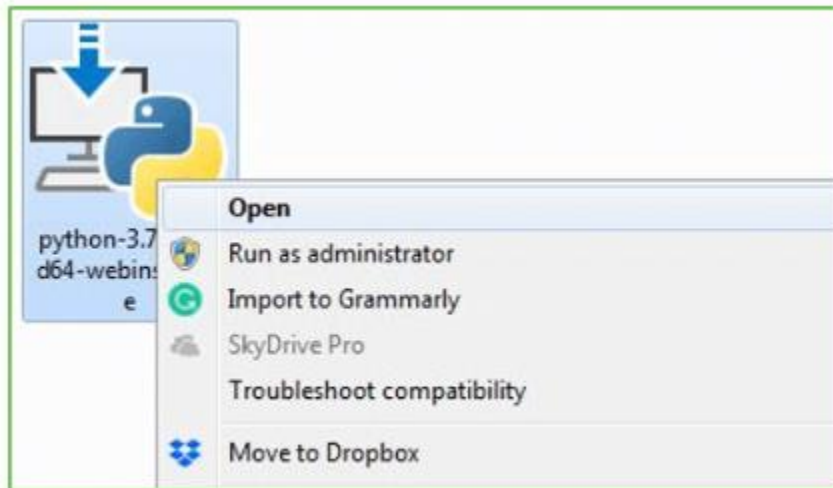 python-3.7
d64-webins
e
Open
Run as administrator
Import to Grammarly
SkyDrive Pro
Troubleshoot compatibility
Move to Dropbox